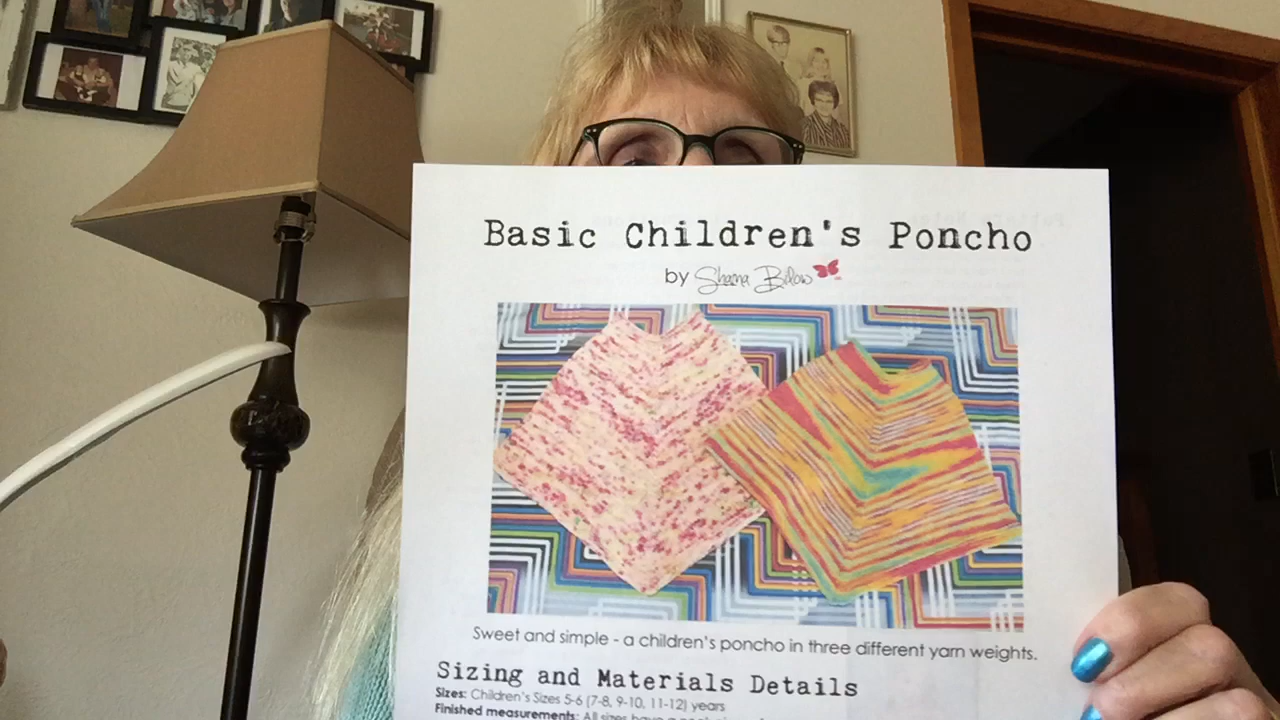 Basic Children's Poncho
by Shana Bilow
Sweet and simple - a children's poncho in three different yarn weights.
Sizing and Materials Details
Sizes: Children's Sizes 5-6 (7-8, 9-10, 11-12) years
Finished measurements: All sizes have a